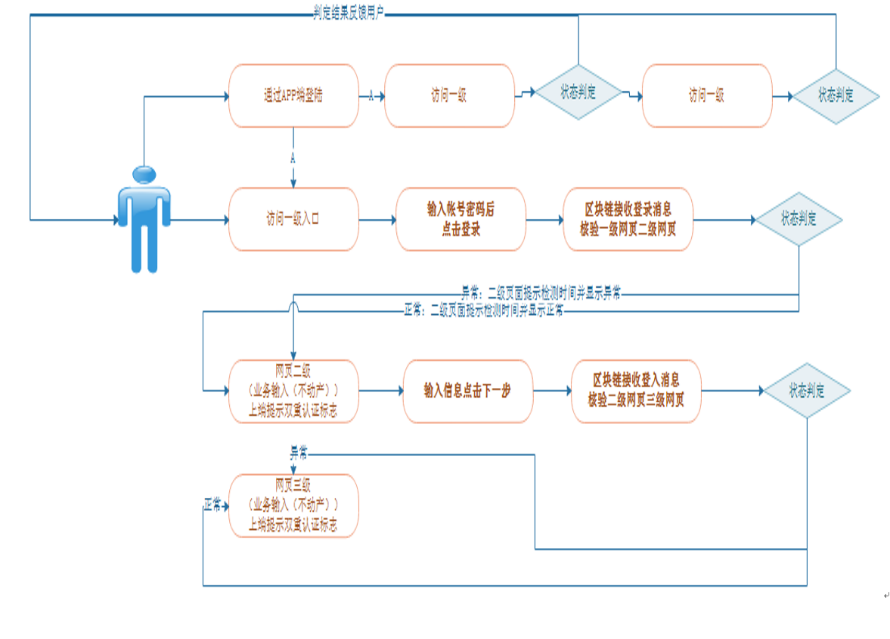 判定结果反馈用户
通过APP端登陆
A
访问一级
状态判定
访问一级
状态判定
A
访问一级入口
输入帐号密码后
点击登录
区块链接收登录消息
核验一级网页二级网页
状态判定
异常：二级页面提示检测时间并显示异常
正常：二级页面提示检测时间并显示正常
网页二级
（业务输入（不动产））
上端提示双重认证标志
输入信息点击下一步
区块链接收登入消息
核验二级网页三级网页
状态判定
异常
正常
网页三级
（业务输入（不动产））
上端提示双重认证标志